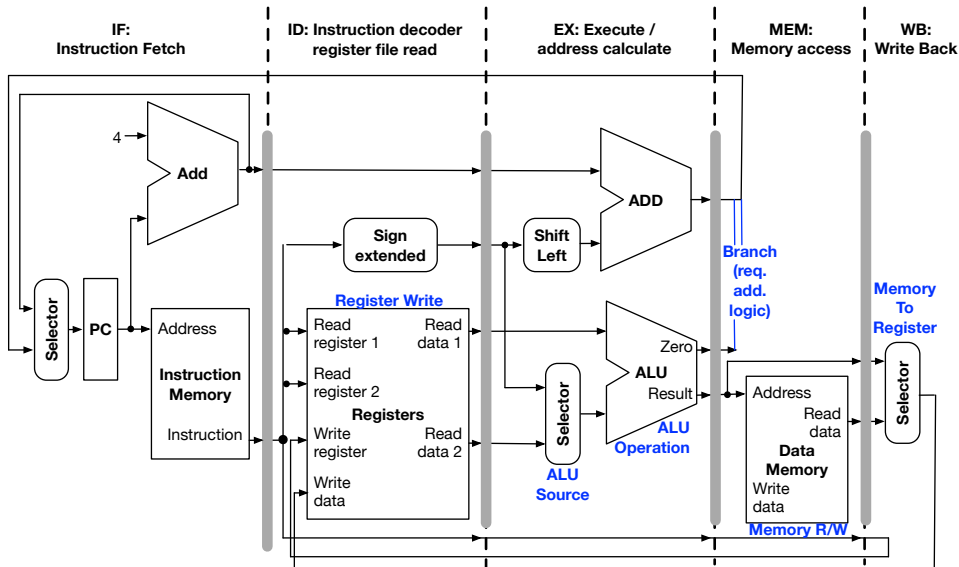 IF:
Instruction Fetch
ID: Instruction decoder
register file read
EX: Execute /
address calculate
MEM:
Memory access
WB:
Write Back
4
Add
ADD
Sign
extended
Shift
Left
Branch
(req.
add.
logic)
Selector
PC
Address
Instruction
Memory
Instruction
Register Write
Read
register 1
Read
data 1
Read
register 2
Registers
Write
register
Read
data 2
Write
data
Selector
ALU
Source
Zero
ALU
Result
ALU
Operation
Address
Read
data
Data
Memory
Write
data
Memory R/W
Memory
To
Register
Selector